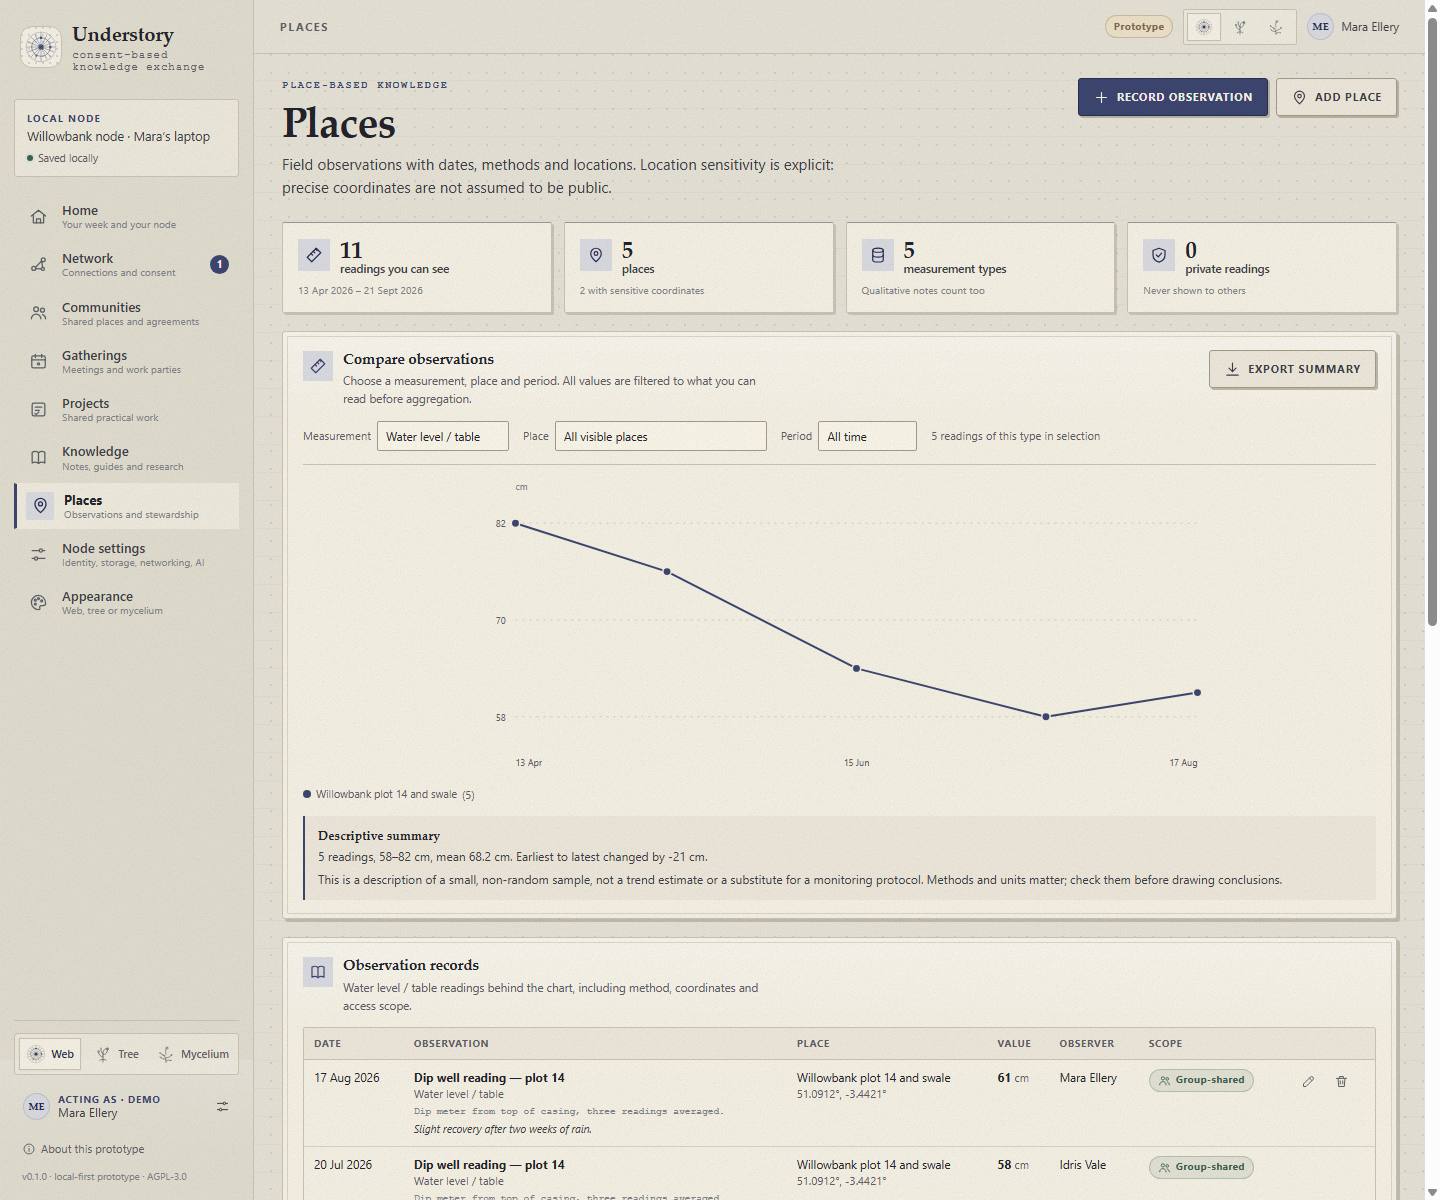 Understory
consent-based
knowledge exchange
LOCAL NODE
Willowbank node · Mara's laptop
Saved locally
Home
Your week and your node
Network
Connections and consent
1
Communities
Shared places and agreements
Gatherings
Meetings and work parties
Projects
Shared practical work
Knowledge
Notes, guides and research
Places
Observations and stewardship
Node settings
Identity, storage, networking, AI
Appearance
Web, tree or mycelium
Web
Tree
Mycelium
ME
ACTING AS · DEMO
Mara Ellery
About this prototype
v0.1.0 · local-first prototype · AGPL-3.0
PLACES
Prototype
ME
Mara Ellery
PLACE-BASED KNOWLEDGE
Places
Field observations with dates, methods and locations. Location sensitivity is explicit:
precise coordinates are not assumed to be public.
RECORD OBSERVATION
ADD PLACE
11
readings you can see
13 Apr 2026 – 21 Sept 2026
5
places
2 with sensitive coordinates
5
measurement types
Qualitative notes count too
0
private readings
Never shown to others
Compare observations
Choose a measurement, place and period. All values are filtered to what you can
read before aggregation.
EXPORT SUMMARY
Measurement
Water level / table
Place
All visible places
Period
All time
5 readings of this type in selection
cm
82
70
58
13 Apr
15 Jun
17 Aug
Willowbank plot 14 and swale (5)
Descriptive summary
5 readings, 58–82 cm, mean 68.2 cm. Earliest to latest changed by -21 cm.
This is a description of a small, non-random sample, not a trend estimate or a substitute for a monitoring protocol. Methods and units matter; check them before drawing conclusions.
Observation records
Water level / table readings behind the chart, including method, coordinates and
access scope.
DATE OBSERVATION PLACE VALUE OBSERVER SCOPE
17 Aug 2026
Dip well reading — plot 14
Water level / table
Dip meter from top of casing, three readings averaged.
Slight recovery after two weeks of rain.
Willowbank plot 14 and swale
51.0912°, -3.4421°
61 cm
Mara Ellery
Group-shared
20 Jul 2026
Dip well reading — plot 14
Water level / table
Dip meter from top of casing, three readings averaged.
Willowbank plot 14 and swale
51.0912°, -3.4421°
58 cm
Idris Vale
Group-shared